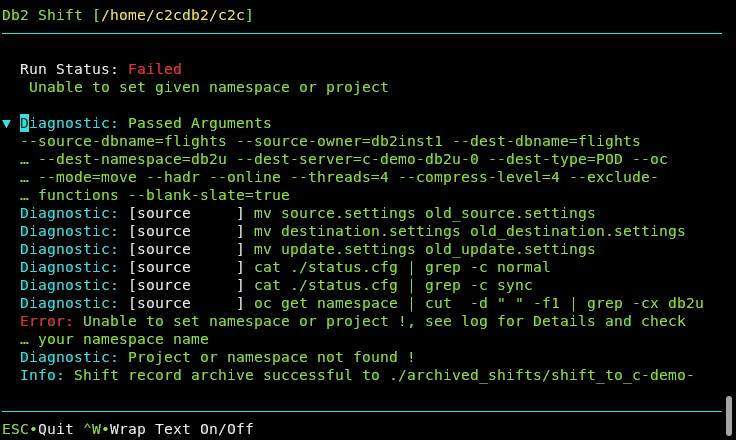 Db2 Shift [/home/c2cdb2/c2c]
Run Status: Failed
Unable to set given namespace or project
▼ Diagnostic: Passed Arguments
--source-dbname=flights --source-owner=db2inst1 --dest-dbname=flights
… --dest-namespace=db2u --dest-server=c-demo-db2u-0 --dest-type=POD --oc
… --mode=move --hadr --online --threads=4 --compress-level=4 --exclude-
… functions --blank-slate=true
Diagnostic: [source     ] mv source.settings old_source.settings
Diagnostic: [source     ] mv destination.settings old_destination.settings
Diagnostic: [source     ] mv update.settings old_update.settings
Diagnostic: [source     ] cat ./status.cfg | grep -c normal
Diagnostic: [source     ] cat ./status.cfg | grep -c sync
Diagnostic: [source     ] oc get namespace | cut  -d " " -f1 | grep -cx db2u
Error: Unable to set namespace or project !, see log for Details and check
… your namespace name
Diagnostic: Project or namespace not found !
Info: Shift record archive successful to ./archived_shifts/shift_to_c-demo-
ESC•Quit ^W•Wrap Text On/Off